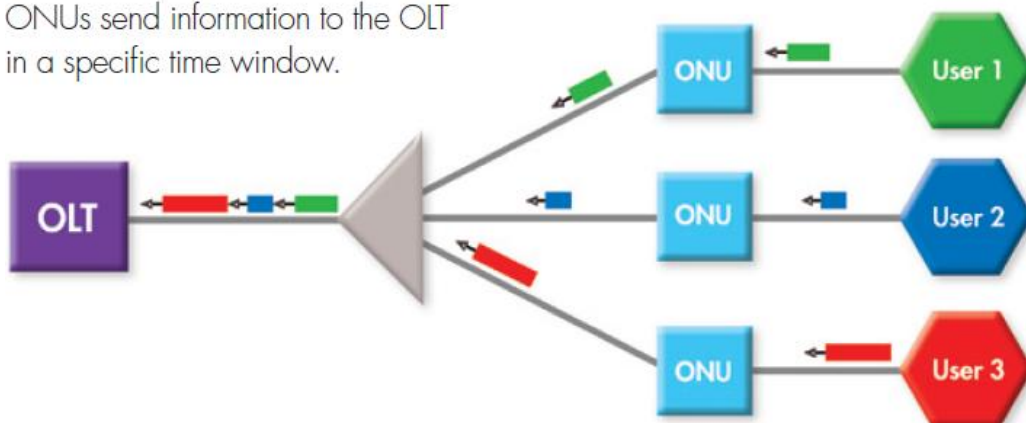 ONUs send information to the OLT
in a specific time window.
ONU
User 1
OLT
ONU
User 2
ONU
User 3